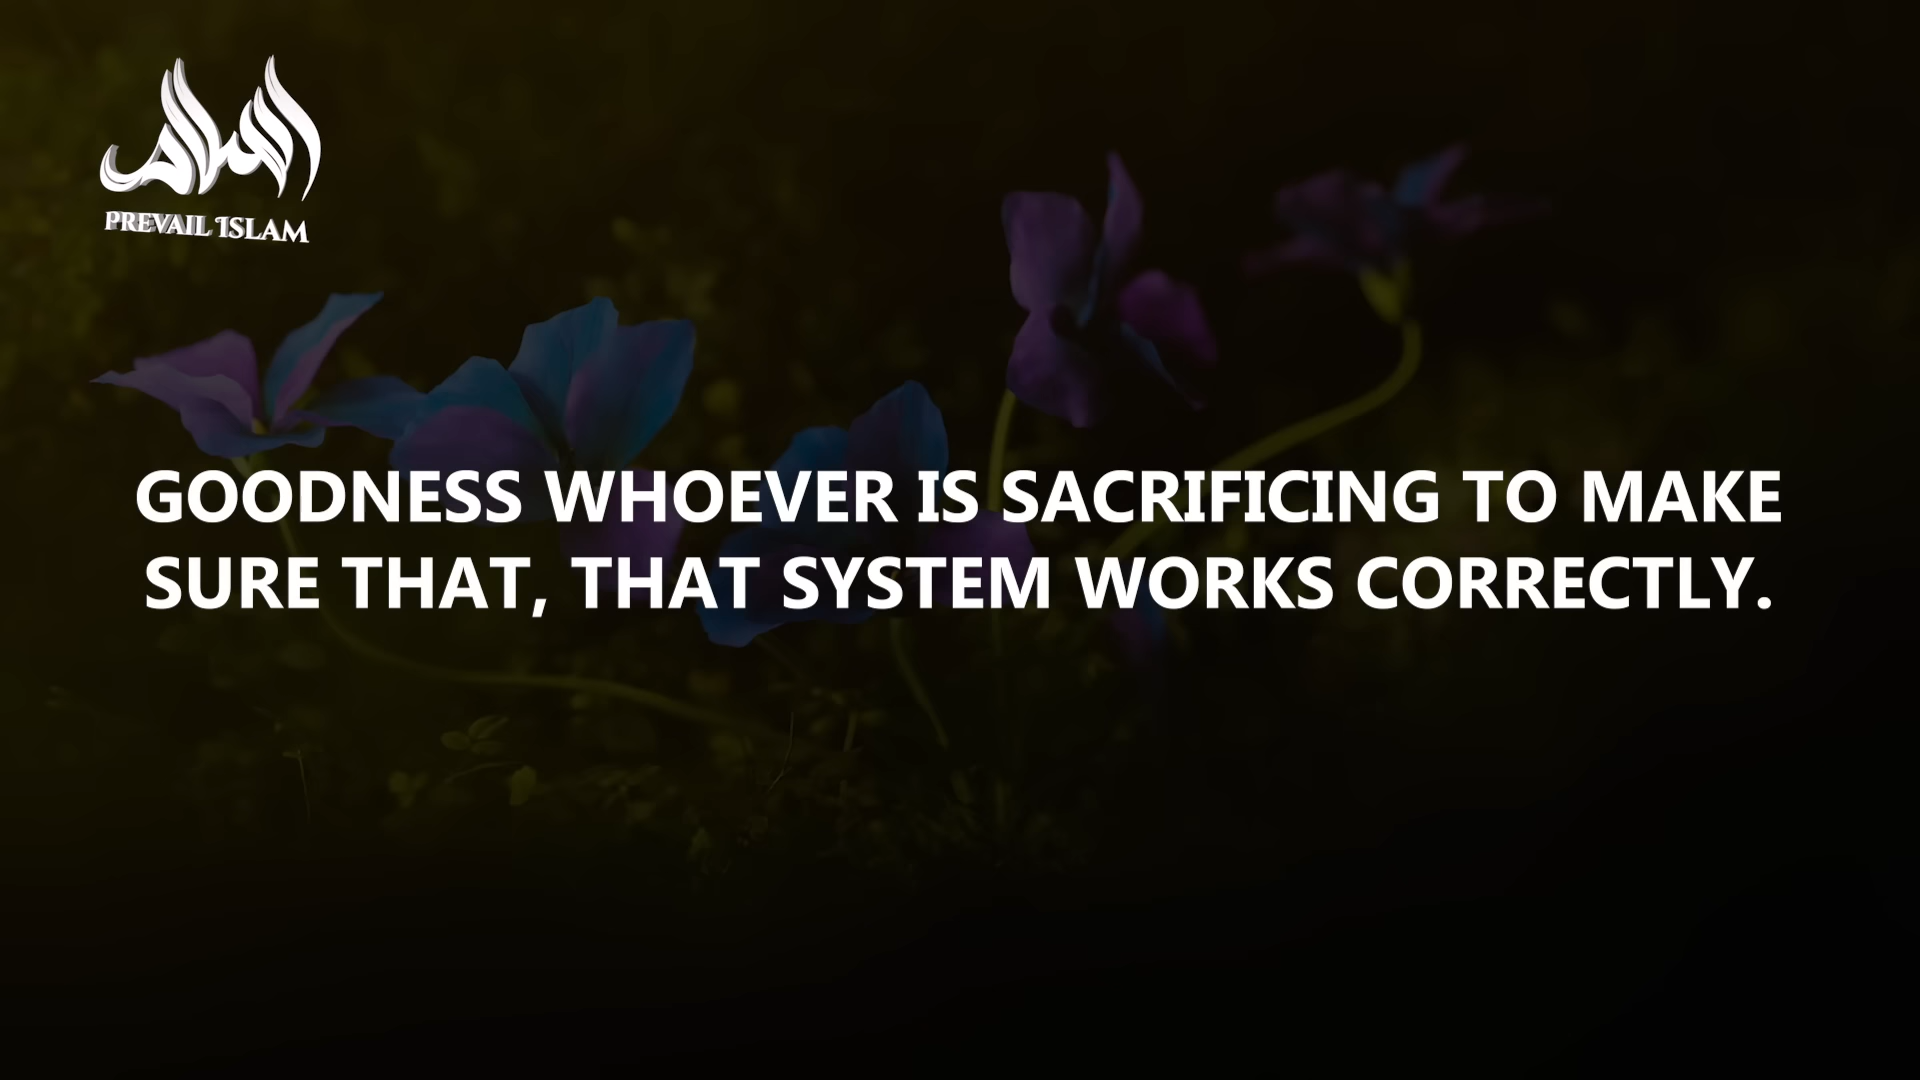 PREVAIL ISLAM
GOODNESS WHOEVER IS SACRIFICING TO MAKE
SURE THAT, THAT SYSTEM WORKS CORRECTLY.